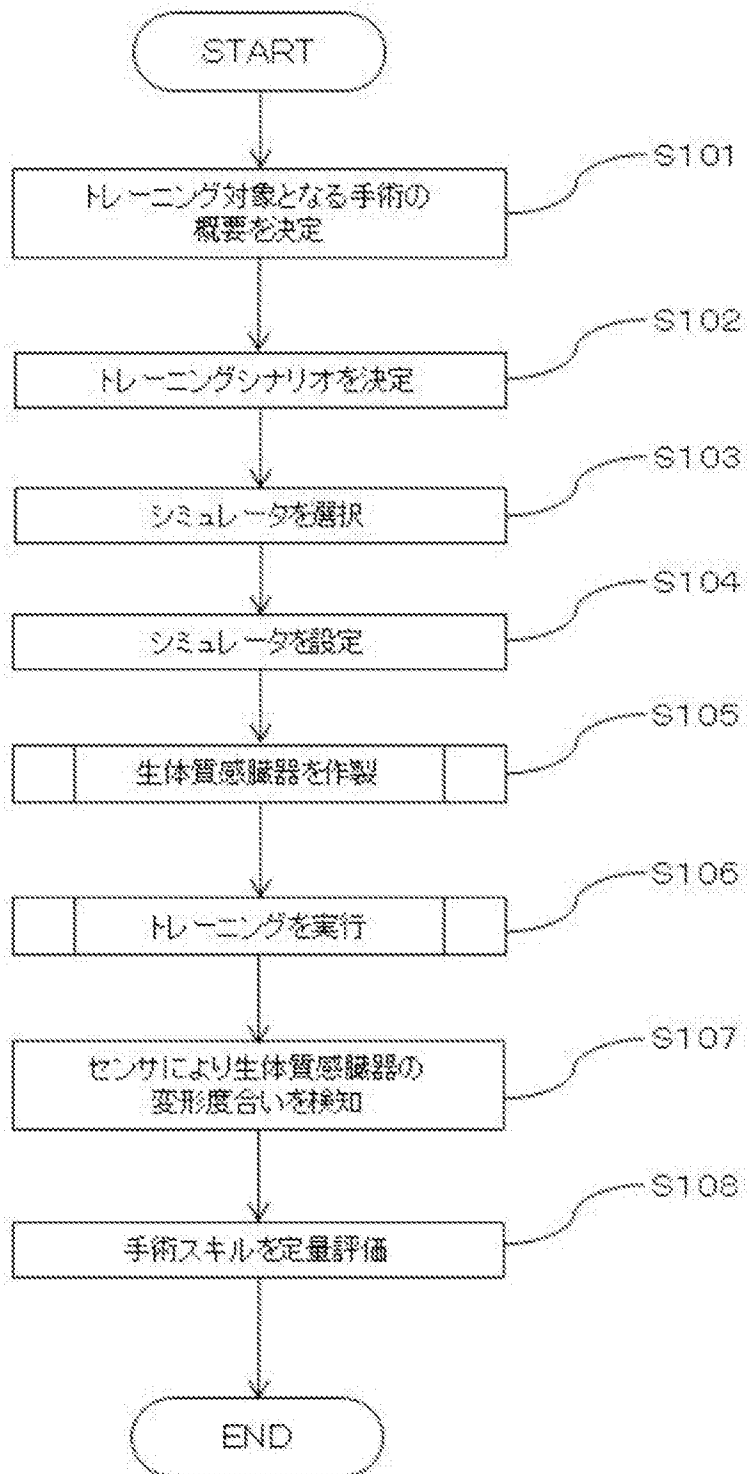 START
トレーニング対象となる手術の
概要を決定
S101
トレーニングシナリオを決定
S102
シミュレータを選択
S103
シミュレータを設定
S104
生体質感臓器を作製
S105
トレーニングを実行
S106
センサにより生体質感臓器の
変形度合いを検知
S107
手術スキルを定量評価
S108
END